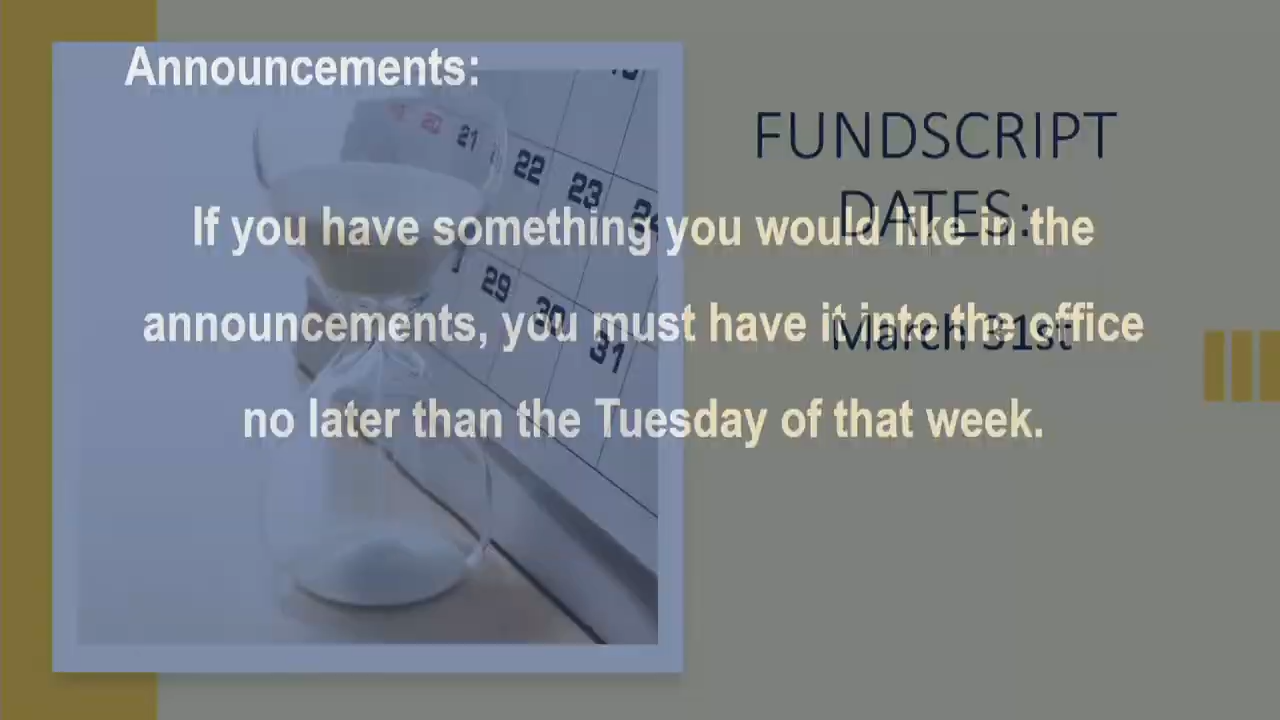 Announcements:
If you have something you would like in the
announcements, you must have it into the office
no later than the Tuesday of that week.
FUNDSCRIPT
DATES:
March 31st
20
21
22
23
29
30
31